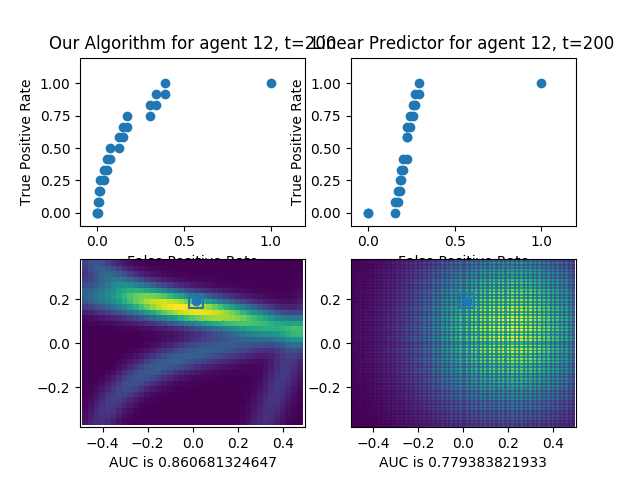 Our Algorithm for agent 12, t=200
Linear Predictor for agent 12, t=200
True Positive Rate
1.00
0.75
0.50
0.25
0.00
0.0 0.5 1.0
False Positive Rate
True Positive Rate
1.00
0.75
0.50
0.25
0.00
0.0 0.5 1.0
False Positive Rate
0.2
0.0
−0.2
−0.4 −0.2 0.0 0.2 0.4
AUC is 0.860681324647
0.2
0.0
−0.2
−0.4 −0.2 0.0 0.2 0.4
AUC is 0.779383821933